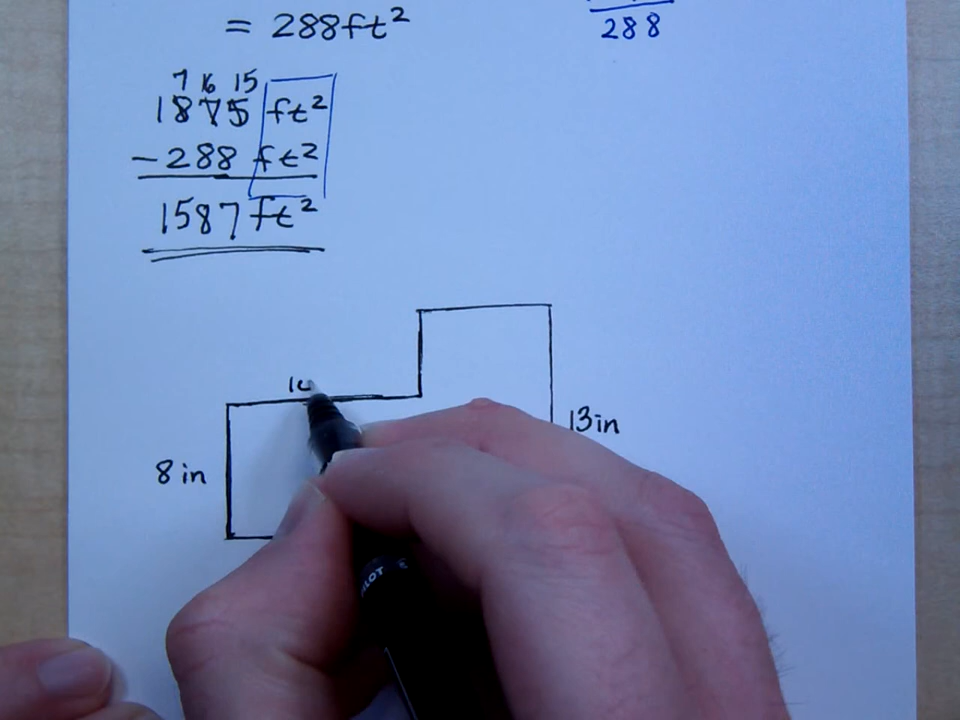 = 288ft²
288
7 16 15
1875 ft²
-288 ft²
1587 ft²
13in
8 in